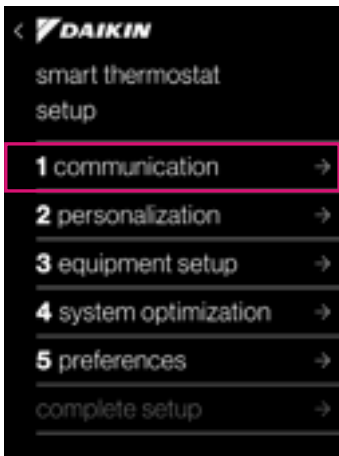 DAIKIN
smart thermostat
setup
1 communication
2 personalization
3 equipment setup
4 system optimization
5 preferences
complete setup